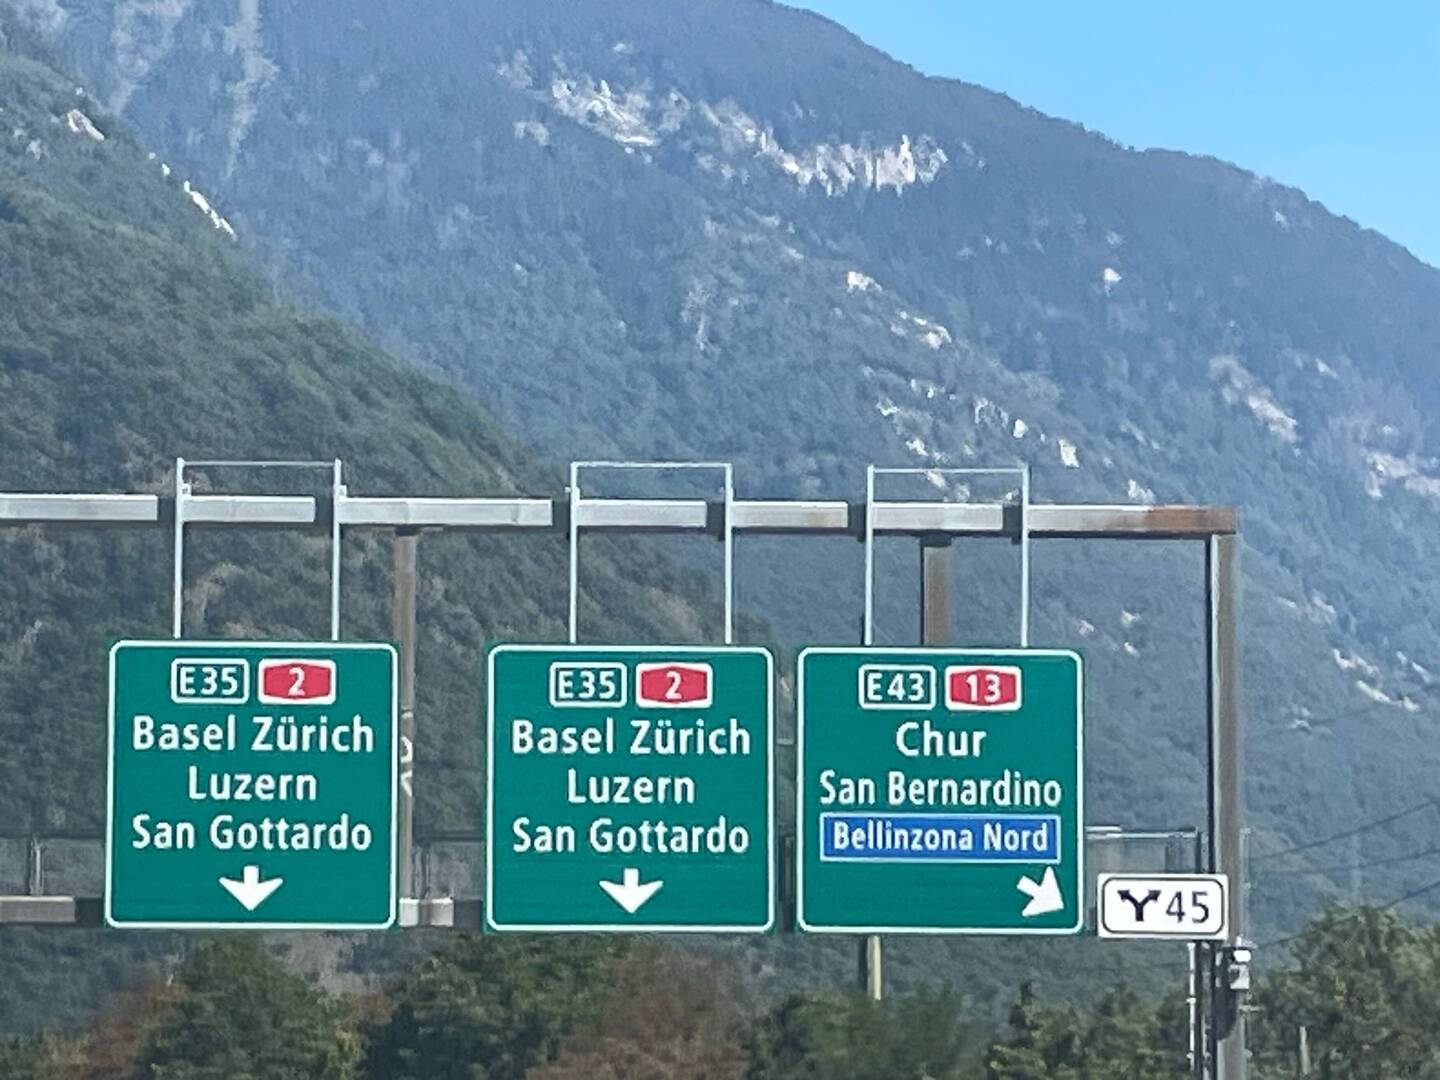 E35 2
Basel Zürich
Luzern
San Gottardo
E35 2
Basel Zürich
Luzern
San Gottardo
E43 13
Chur
San Bernardino
Bellinzona Nord
45